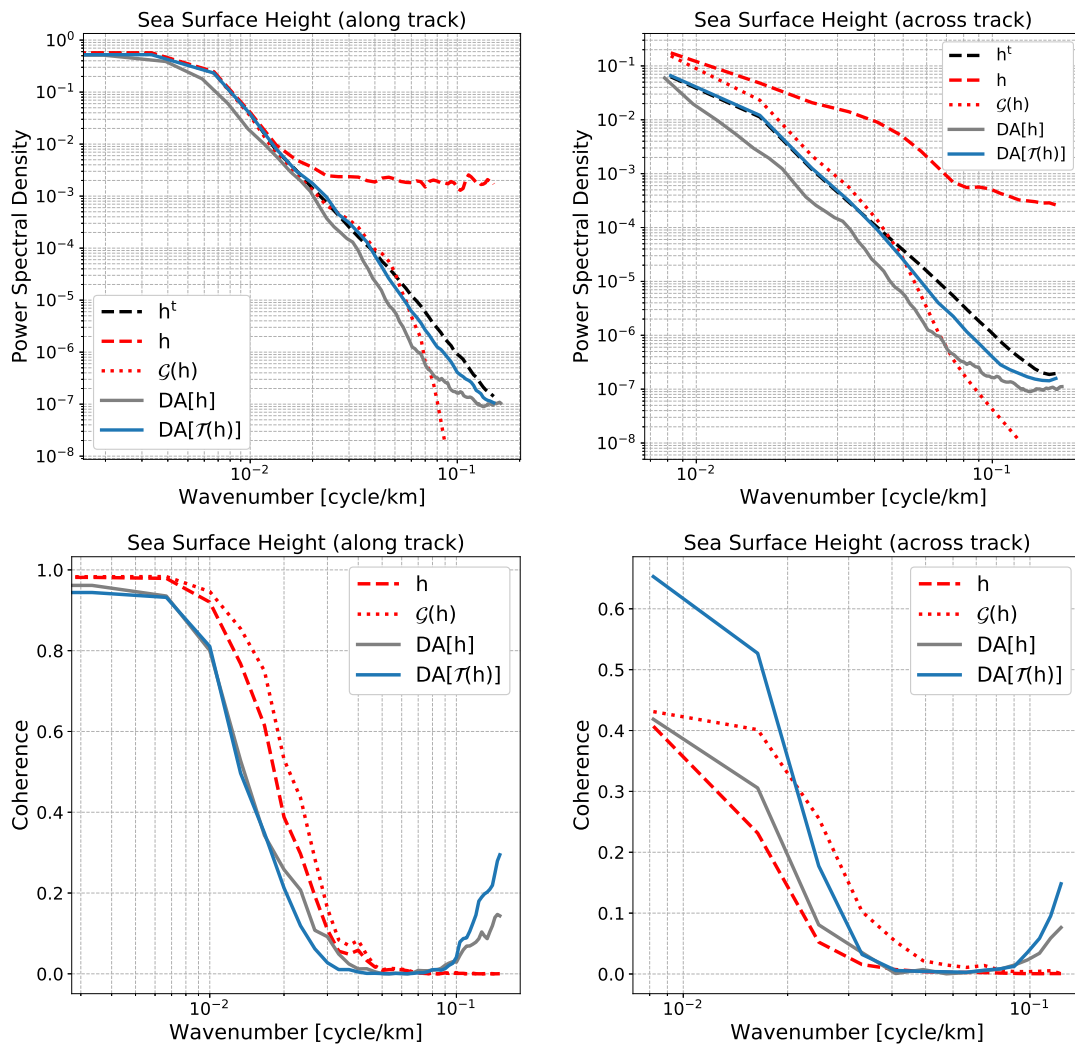 Sea Surface Height (along track)
Power Spectral Density
10⁰
10⁻¹
10⁻²
10⁻³
10⁻⁴
10⁻⁵
10⁻⁶
10⁻⁷
10⁻⁸
hᵗ
h
𝒢(h)
DA[h]
DA[𝒯(h)]
10⁻²
10⁻¹
Wavenumber [cycle/km]
Sea Surface Height (across track)
Power Spectral Density
10⁻¹
10⁻²
10⁻³
10⁻⁴
10⁻⁵
10⁻⁶
10⁻⁷
10⁻⁸
hᵗ
h
𝒢(h)
DA[h]
DA[𝒯(h)]
10⁻²
10⁻¹
Wavenumber [cycle/km]
Sea Surface Height (along track)
Coherence
1.0
0.8
0.6
0.4
0.2
0.0
h
𝒢(h)
DA[h]
DA[𝒯(h)]
10⁻²
10⁻¹
Wavenumber [cycle/km]
Sea Surface Height (across track)
Coherence
0.6
0.5
0.4
0.3
0.2
0.1
0.0
h
𝒢(h)
DA[h]
DA[𝒯(h)]
10⁻²
10⁻¹
Wavenumber [cycle/km]